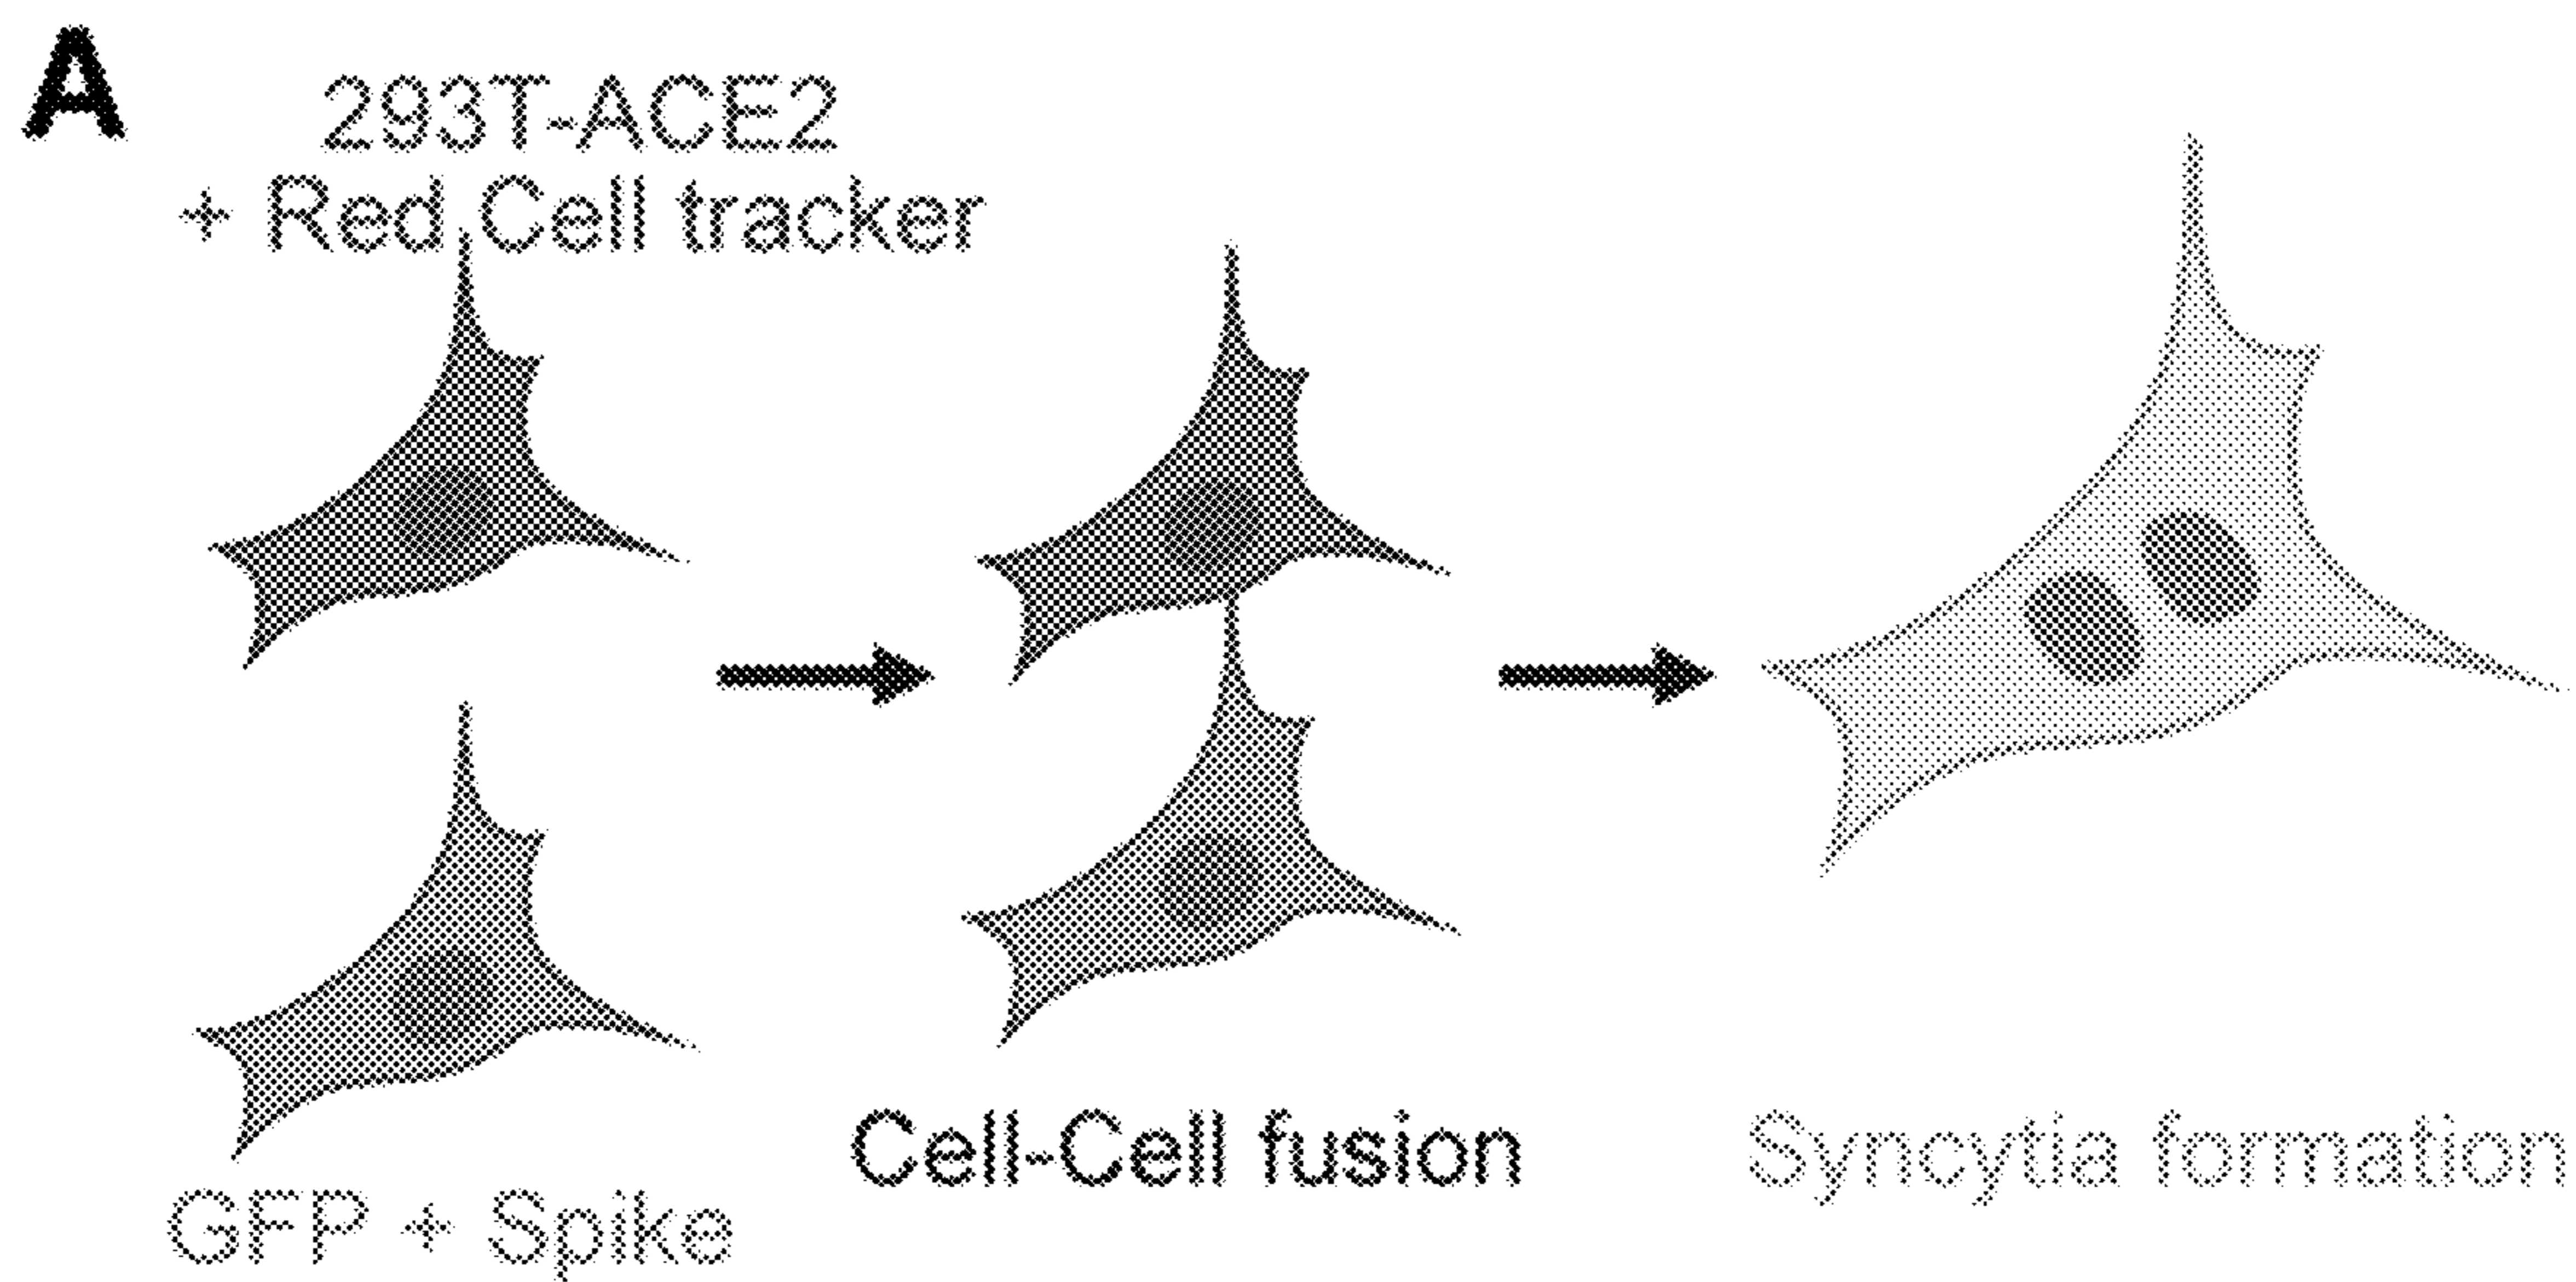 A
293T-ACE2
+ Red Cell tracker
GFP + Spike
Cell-Cell fusion
Syncytia formation